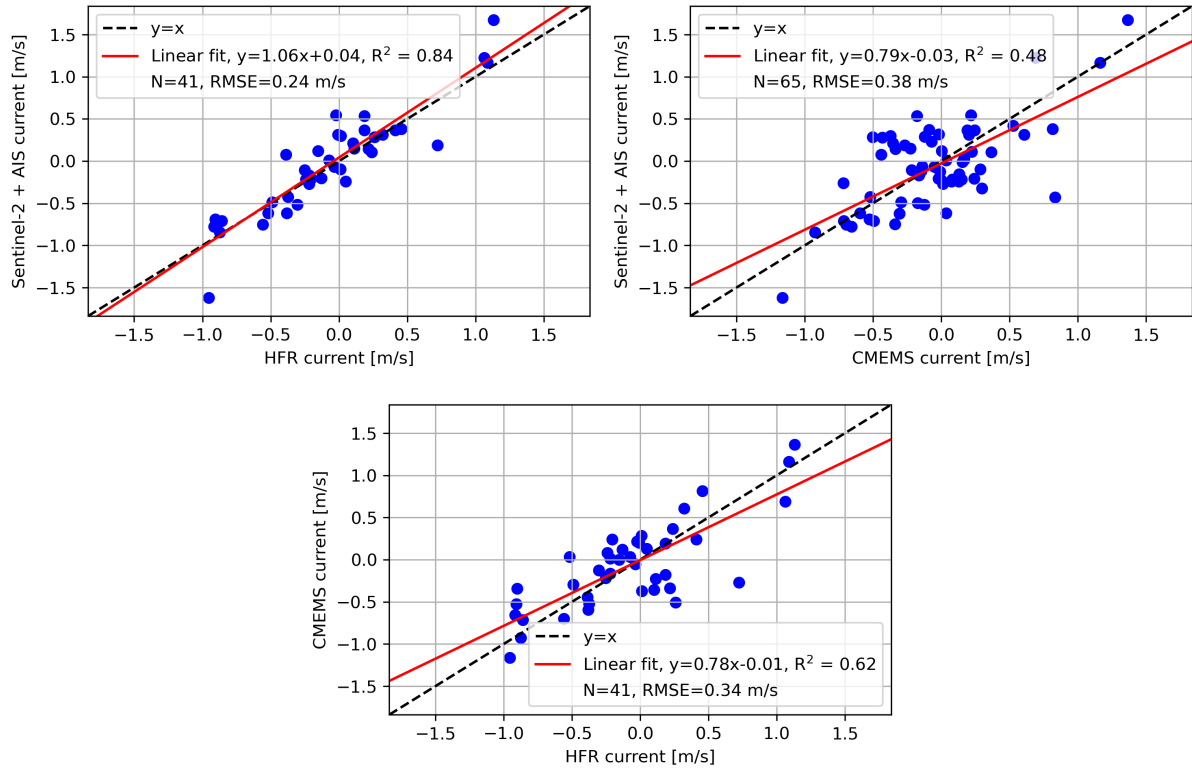 y=x
Linear fit, y=1.06x+0.04, R² = 0.84
N=41, RMSE=0.24 m/s
Sentinel-2 + AIS current [m/s]
1.5
1.0
0.5
0.0
−0.5
−1.0
−1.5
−1.5 −1.0 −0.5 0.0 0.5 1.0 1.5
HFR current [m/s]
y=x
Linear fit, y=0.79x-0.03, R² = 0.48
N=65, RMSE=0.38 m/s
Sentinel-2 + AIS current [m/s]
1.5
1.0
0.5
0.0
−0.5
−1.0
−1.5
−1.5 −1.0 −0.5 0.0 0.5 1.0 1.5
CMEMS current [m/s]
CMEMS current [m/s]
1.5
1.0
0.5
0.0
−0.5
−1.0
−1.5
y=x
Linear fit, y=0.78x-0.01, R² = 0.62
N=41, RMSE=0.34 m/s
−1.5 −1.0 −0.5 0.0 0.5 1.0 1.5
HFR current [m/s]